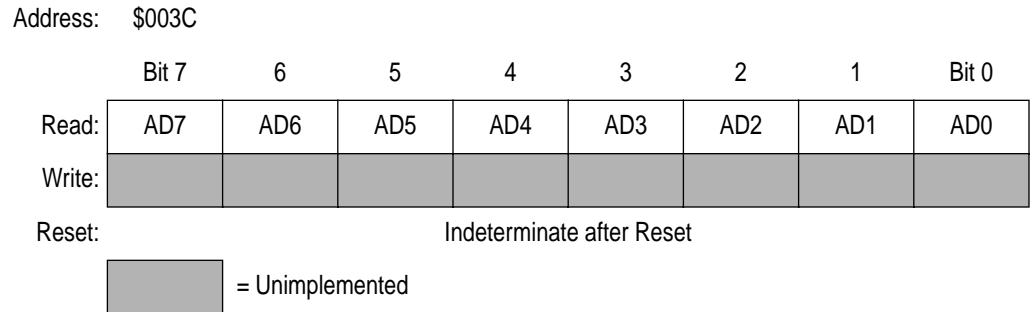 Address: $003C
Bit 7 6 5 4 3 2 1 Bit 0
Read: AD7 AD6 AD5 AD4 AD3 AD2 AD1 AD0
Write:
Reset: Indeterminate after Reset
= Unimplemented